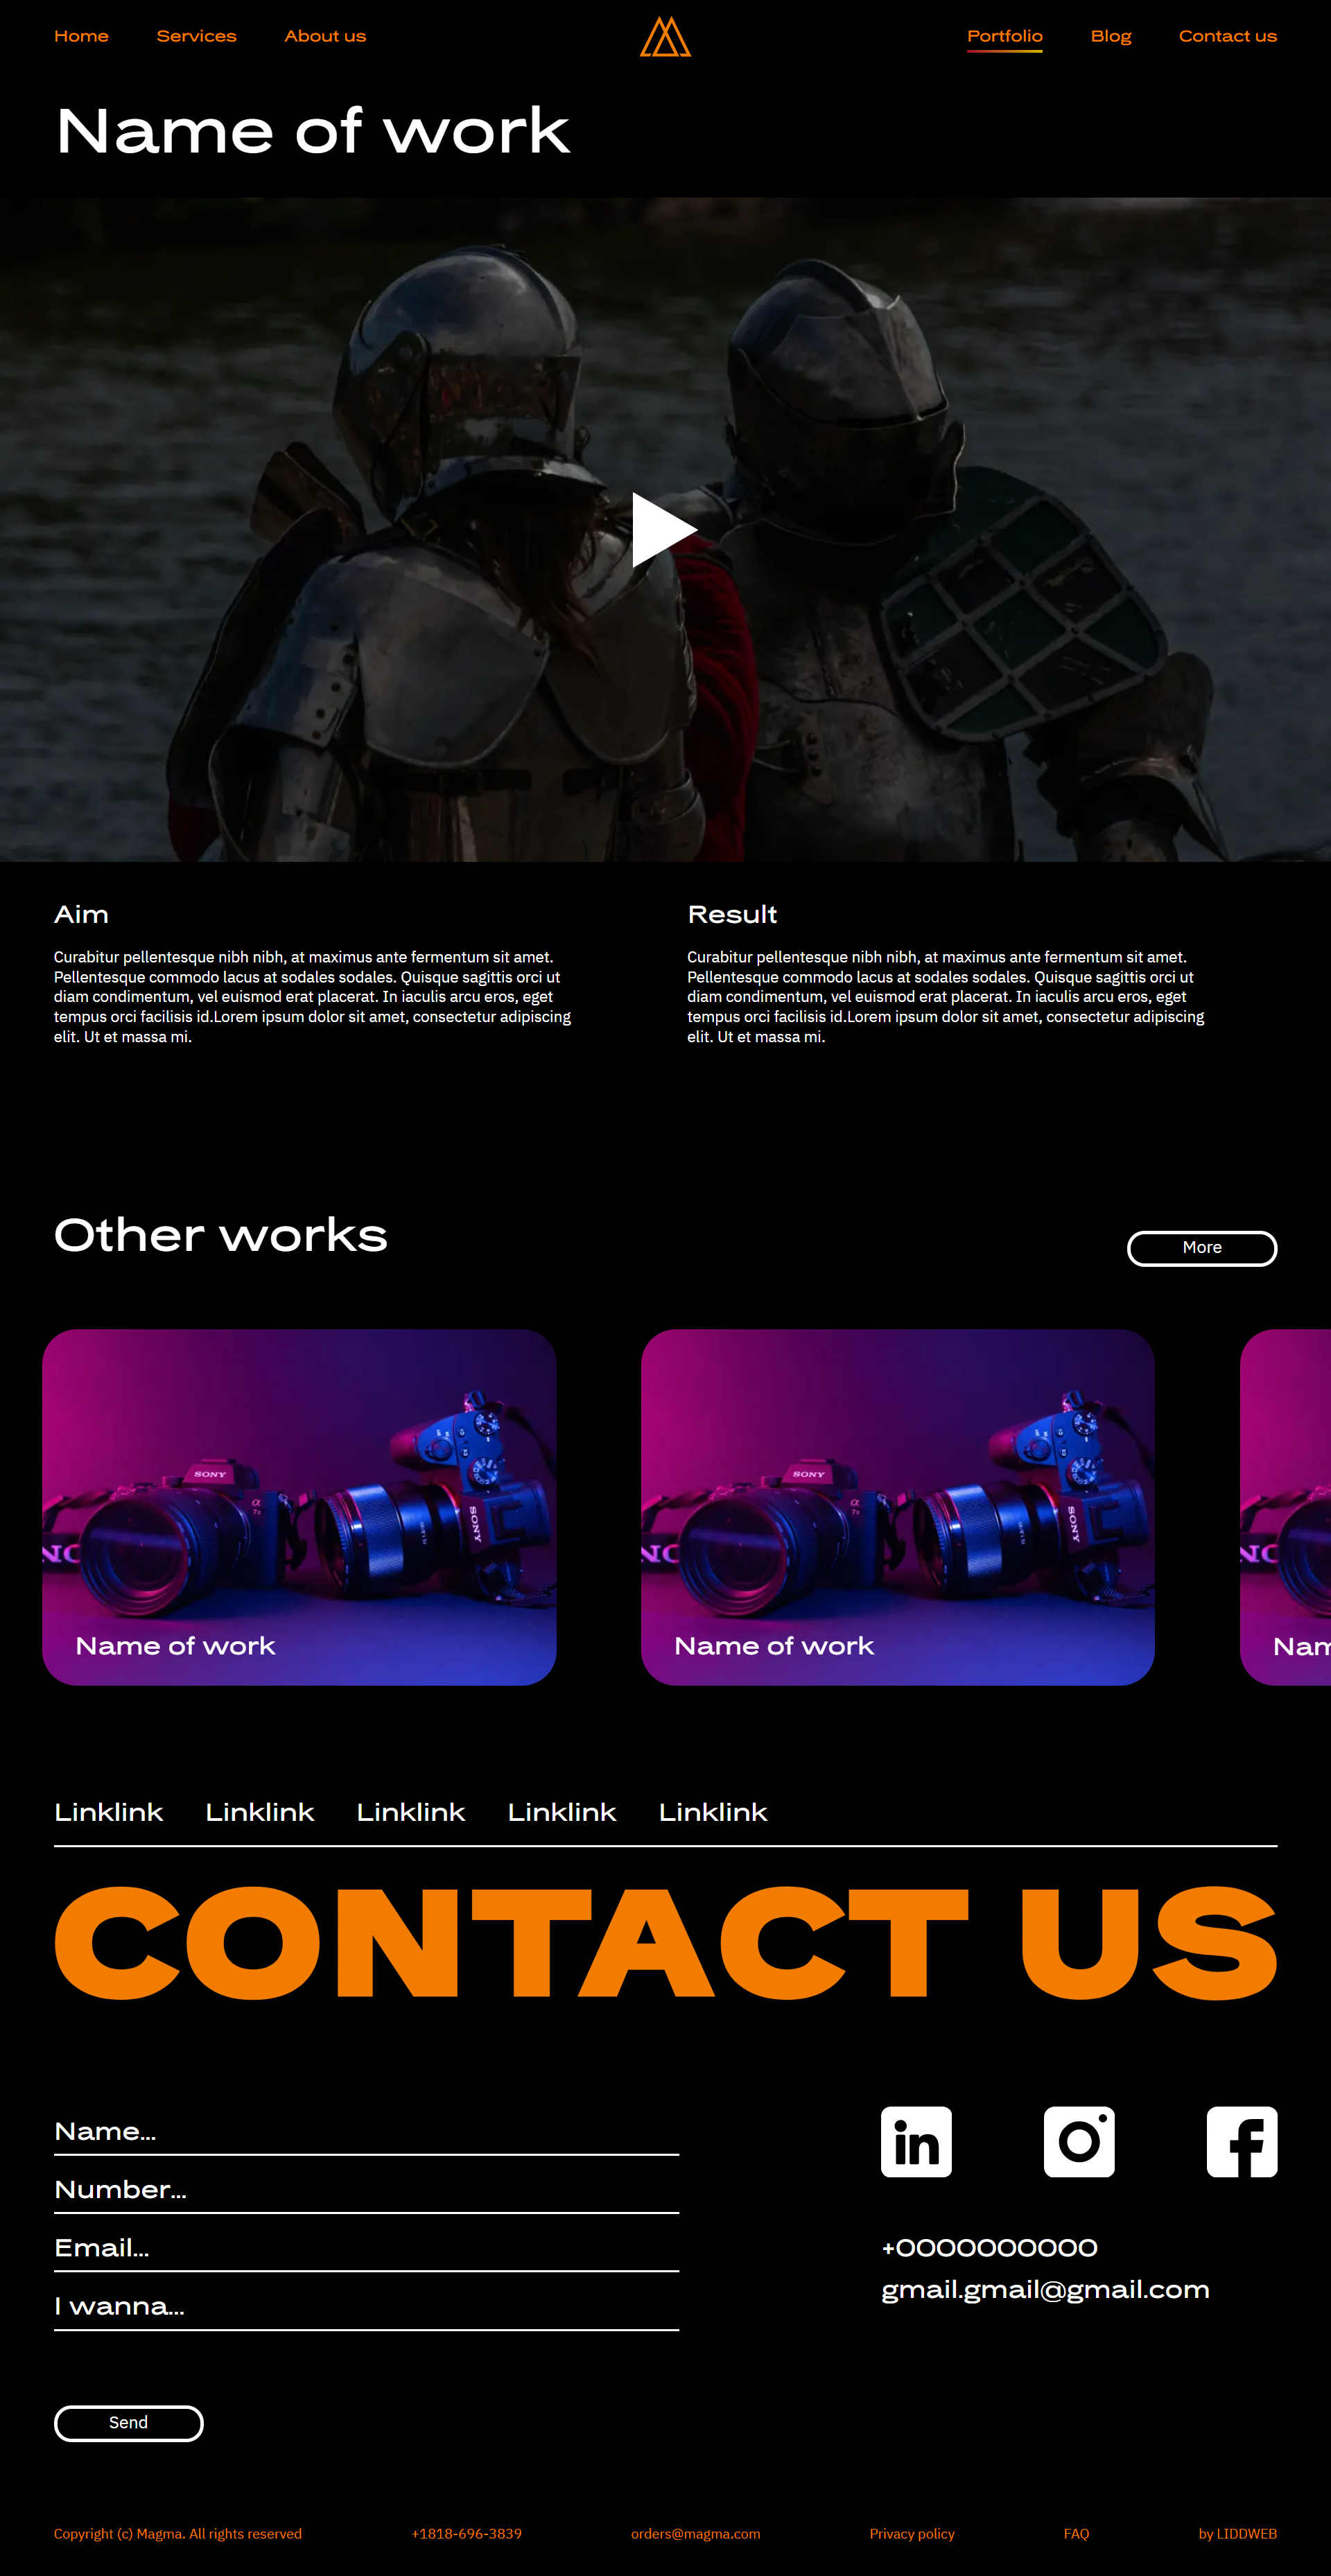 Home Services About us Portfolio Blog Contact us
Name of work
Aim
Curabitur pellentesque nibh nibh, at maximus ante fermentum sit amet.
Pellentesque commodo lacus at sodales sodales. Quisque sagittis orci ut
diam condimentum, vel euismod erat placerat. In iaculis arcu eros, eget
tempus orci facilisis id.Lorem ipsum dolor sit amet, consectetur adipiscing
elit. Ut et massa mi.
Result
Curabitur pellentesque nibh nibh, at maximus ante fermentum sit amet.
Pellentesque commodo lacus at sodales sodales. Quisque sagittis orci ut
diam condimentum, vel euismod erat placerat. In iaculis arcu eros, eget
tempus orci facilisis id.Lorem ipsum dolor sit amet, consectetur adipiscing
elit. Ut et massa mi.
Other works
More
SONY
α
SONY
Name of work
SONY
α
SONY
Name of work
Nam
Linklink Linklink Linklink Linklink Linklink
CONTACT US
Name...
Number...
Email...
I wanna...
Send
in
f
+0000000000
gmail.gmail@gmail.com
Copyright (c) Magma. All rights reserved +1818-696-3839 orders@magma.com Privacy policy FAQ by LIDDWEB